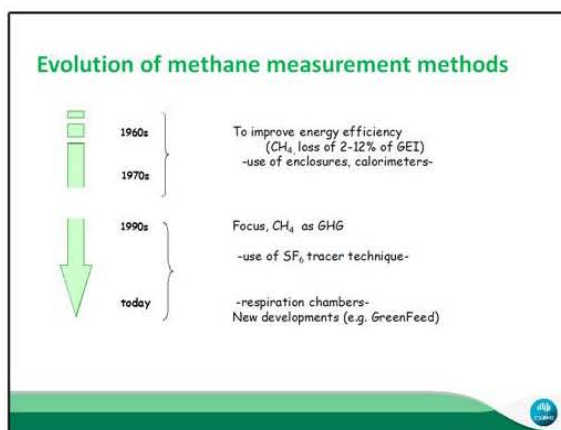 Evolution of methane measurement methods
1960s
To improve energy efficiency
(CH₄, loss of 2-12% of GEI)
-use of enclosures, calorimeters-
1970s
1990s
Focus, CH₄ as GHG
-use of SF₆ tracer technique-
today
-respiration chambers-
New developments (e.g. GreenFeed)
CSIRO